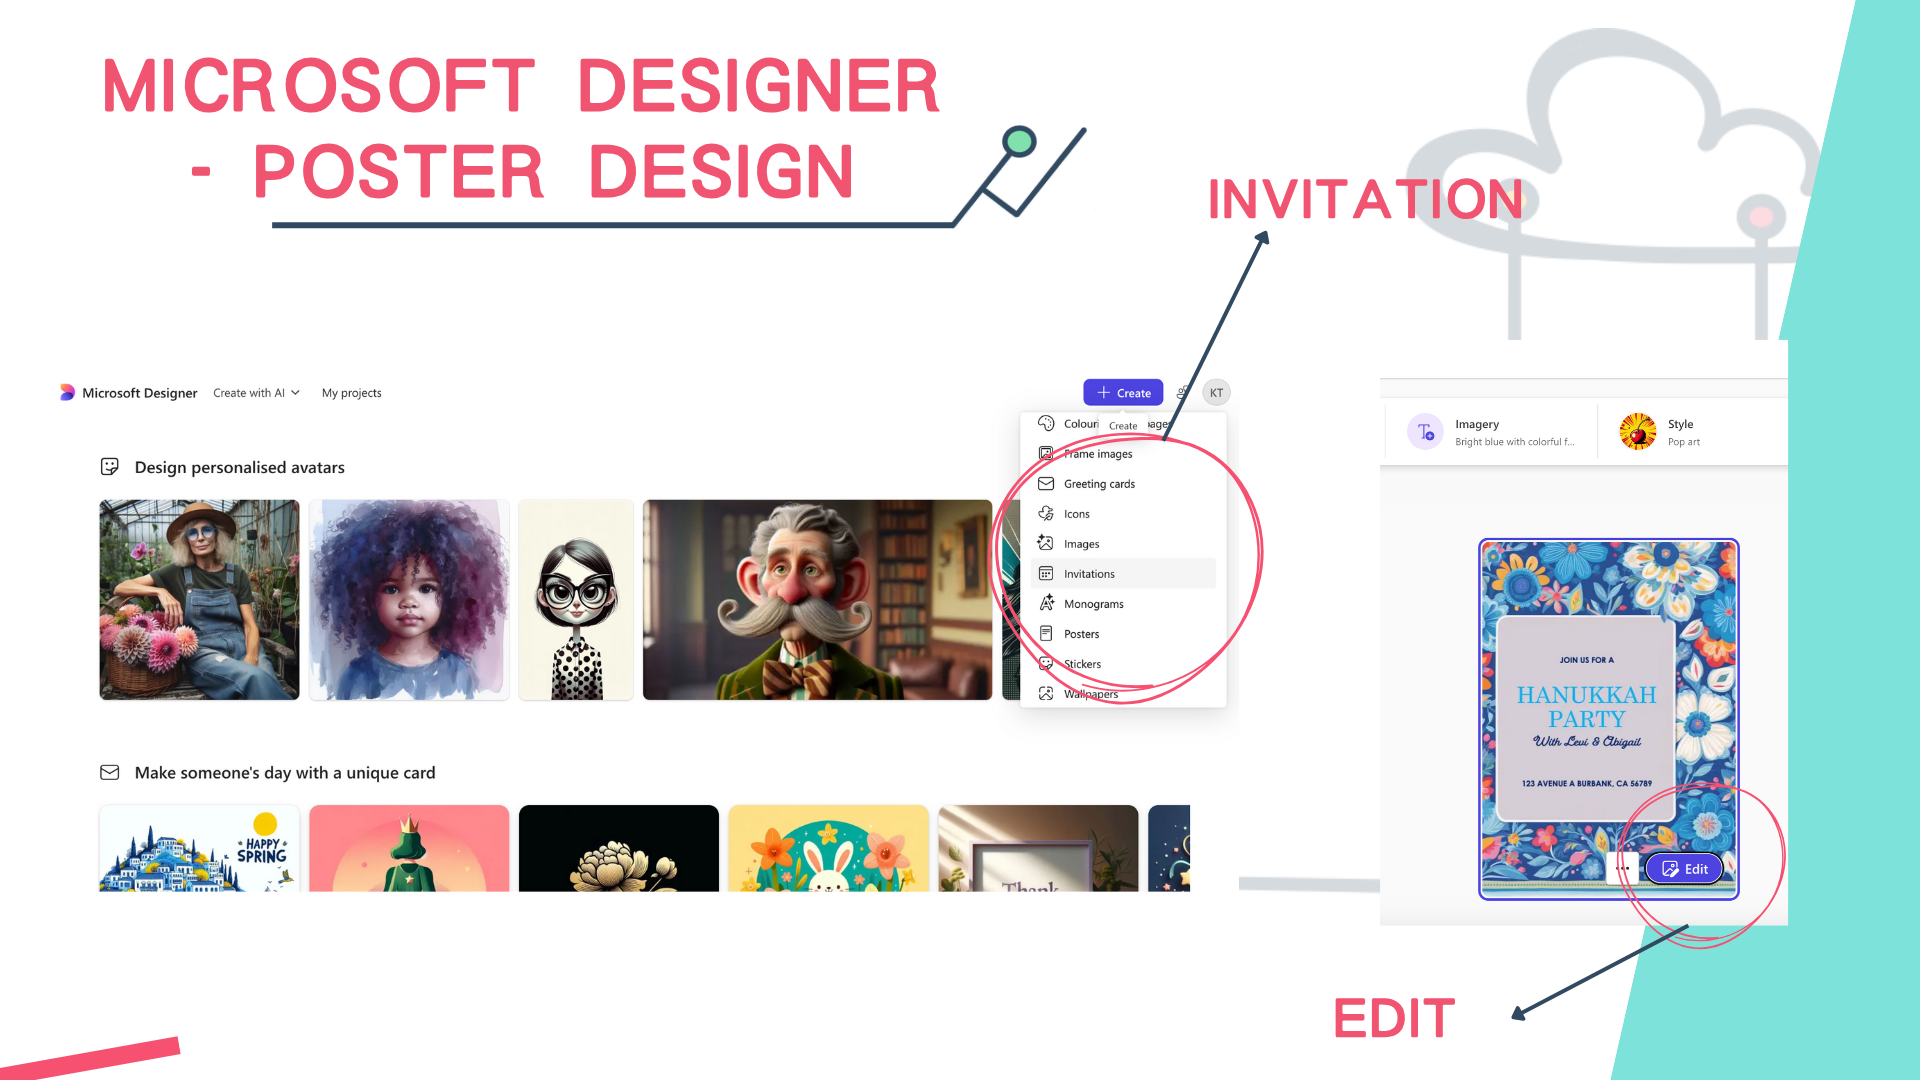 MICROSOFT DESIGNER
- POSTER DESIGN
INVITATION
Microsoft Designer
Create with AI
My projects
Create
KT
Create
Frame images
Greeting cards
Icons
Images
Invitations
Monograms
Posters
Stickers
Wallpapers
Design personalised avatars
Make someone's day with a unique card
HAPPY
SPRING
Thank
Imagery
Bright blue with colorful f...
Style
Pop art
JOIN US FOR A
HANUKKAH
PARTY
With Levi & Abigail
123 AVENUE A BURBANK, CA 56789
Edit
EDIT